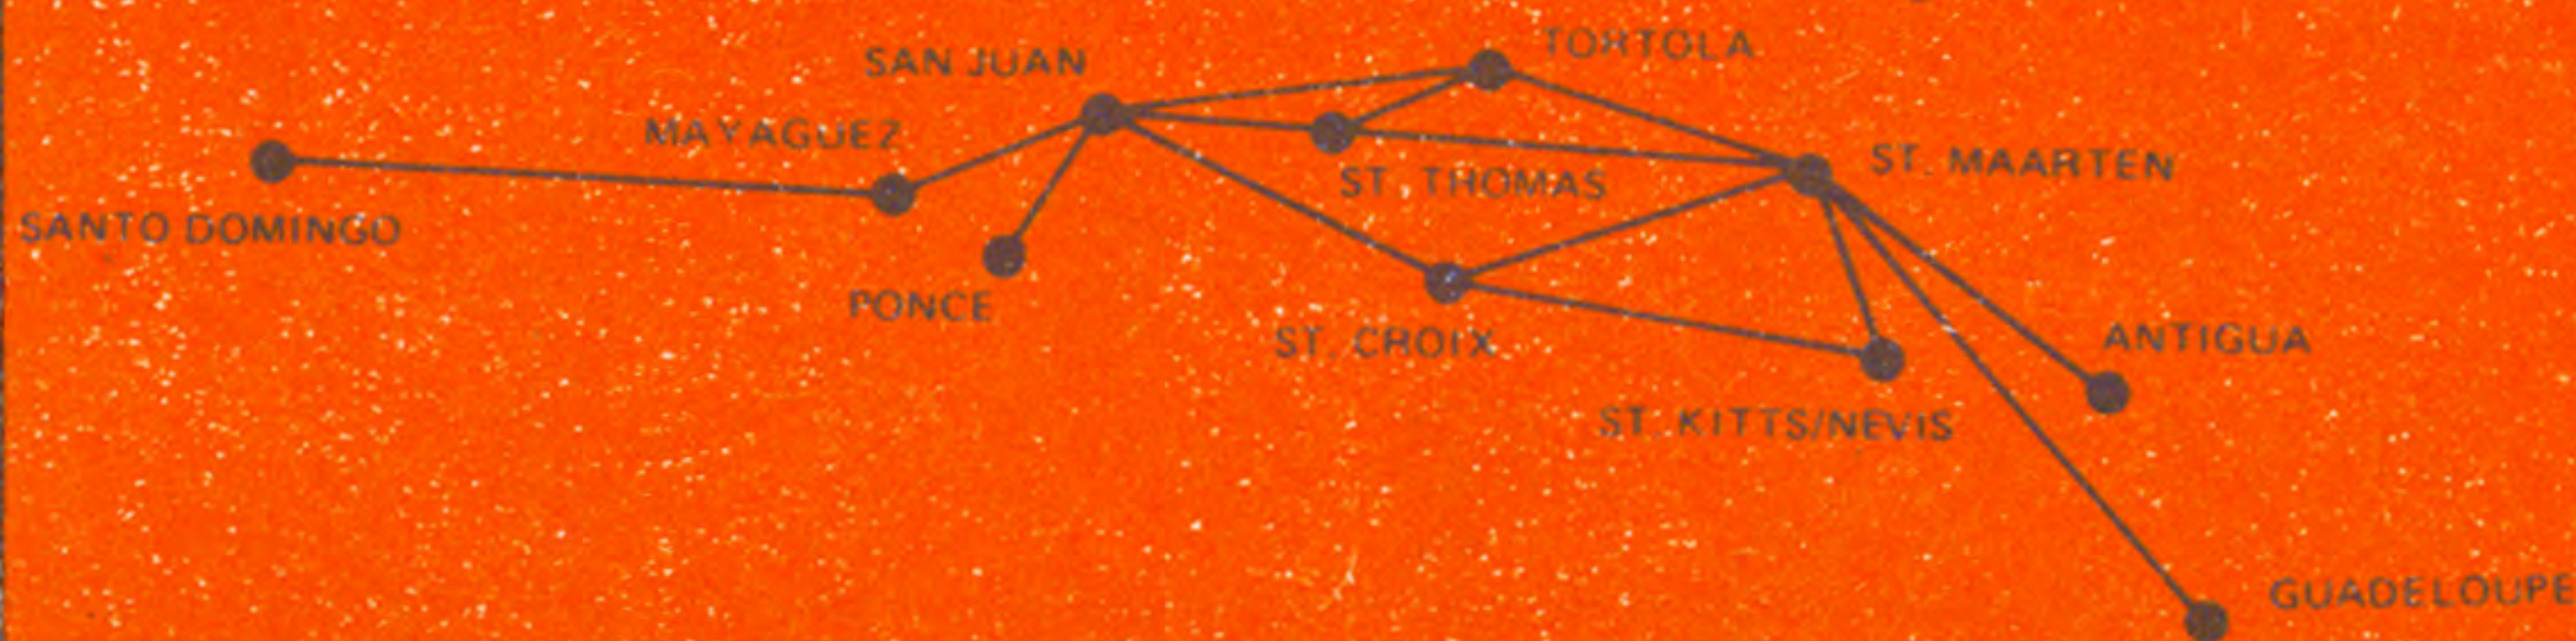 TORTOLA
SAN JUAN
MAYAGUEZ
ST. MAARTEN
ST. THOMAS
SANTO DOMINGO
PONCE
ST. CROIX
ANTIGUA
ST. KITTS/NEVIS
GUADELOUPE